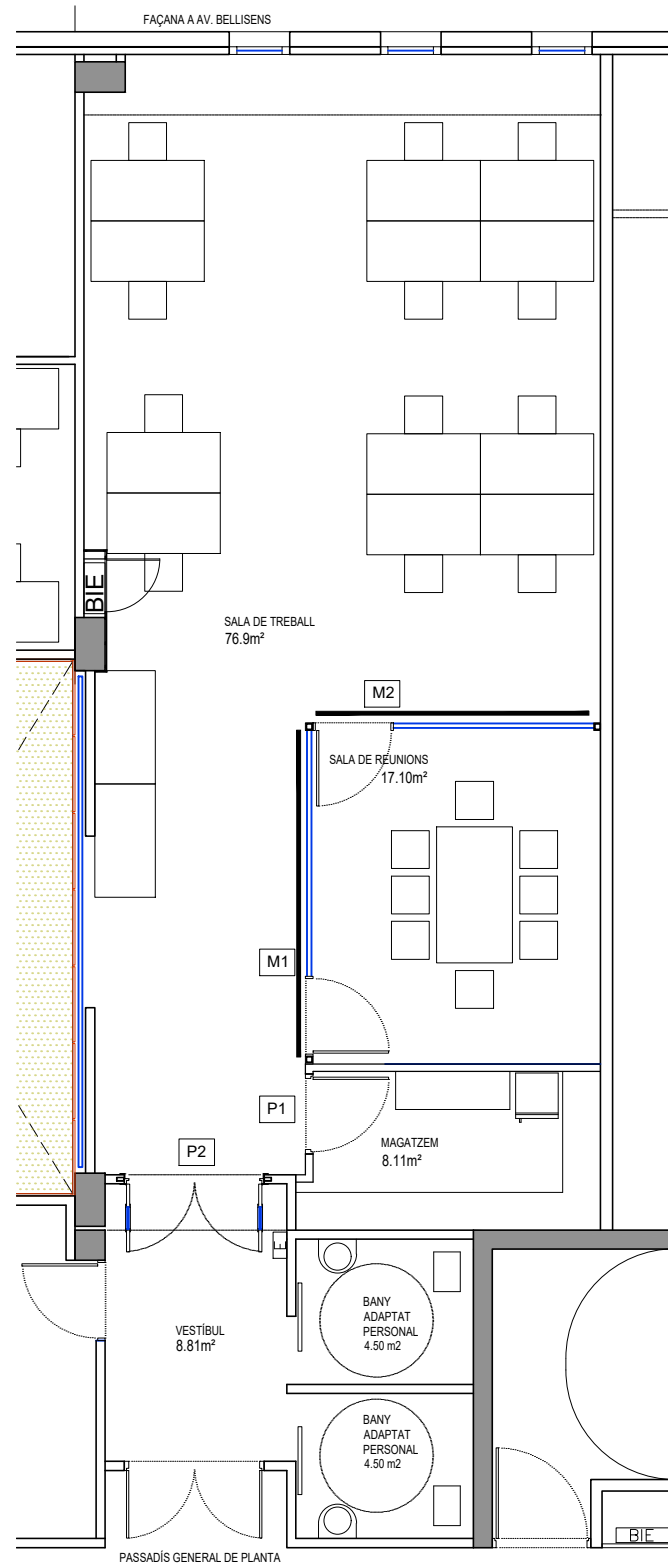 FAÇANA A AV. BELLISENS
BIE
SALA DE TREBALL
76.9m²
M2
SALA DE REUNIONS
17.10m²
M1
P1
MAGATZEM
8.11m²
P2
BANY
ADAPTAT
PERSONAL
4.50 m2
VESTÍBUL
8.81m²
BANY
ADAPTAT
PERSONAL
4.50 m2
BIE
PASSADÍS GENERAL DE PLANTA